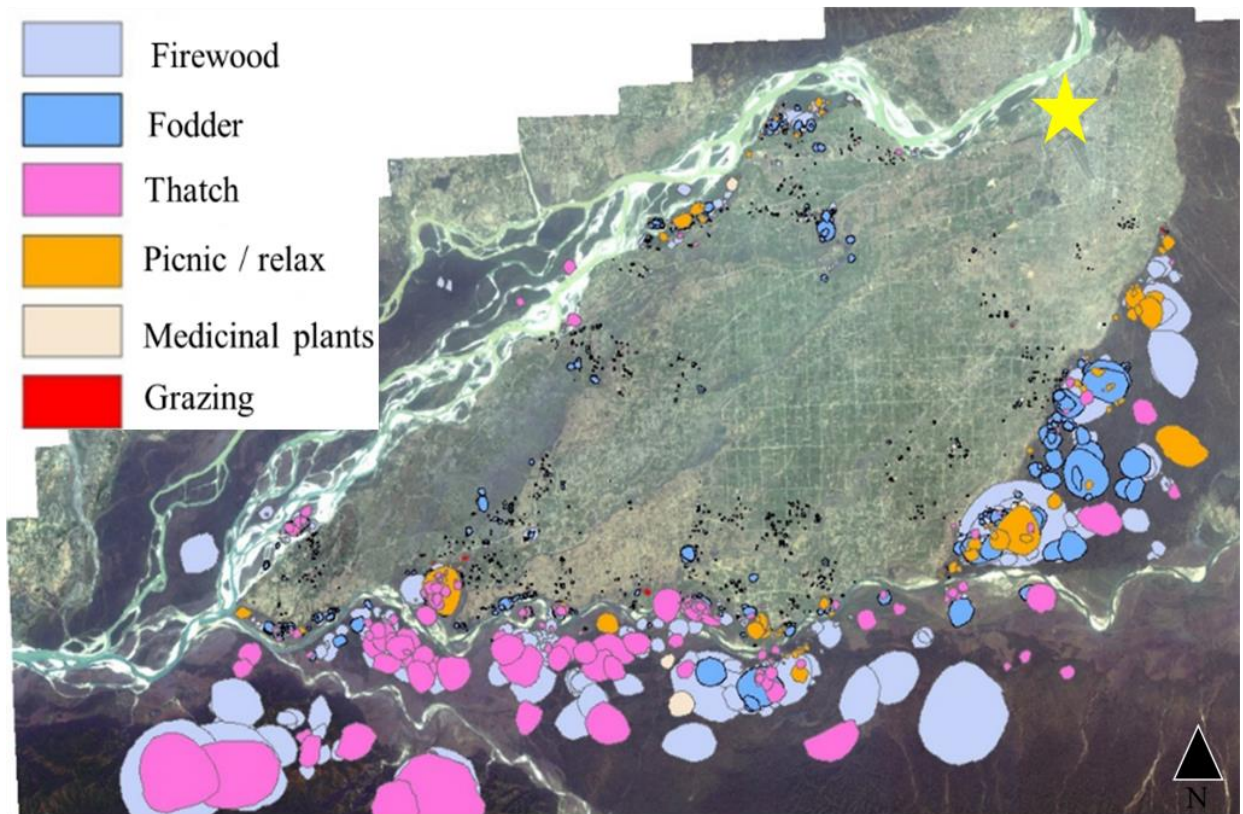 Firewood
Fodder
Thatch
Picnic / relax
Medicinal plants
Grazing
N